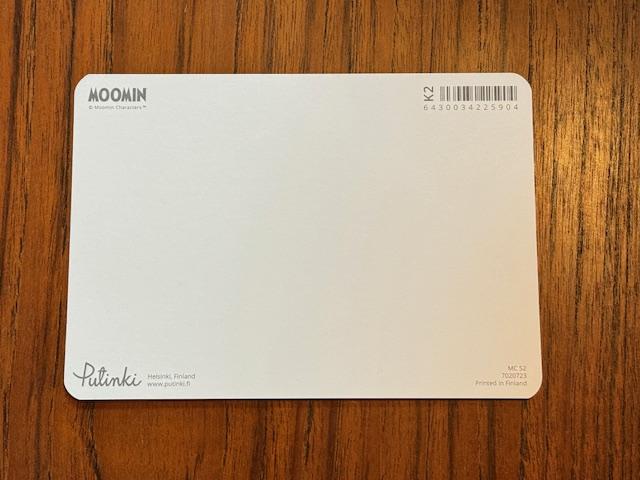 MOOMIN
© Moomin Characters™
K2
6430034225904
Putinki
Helsinki, Finland
www.putinki.fi
MC 52
7020723
Printed in Finland